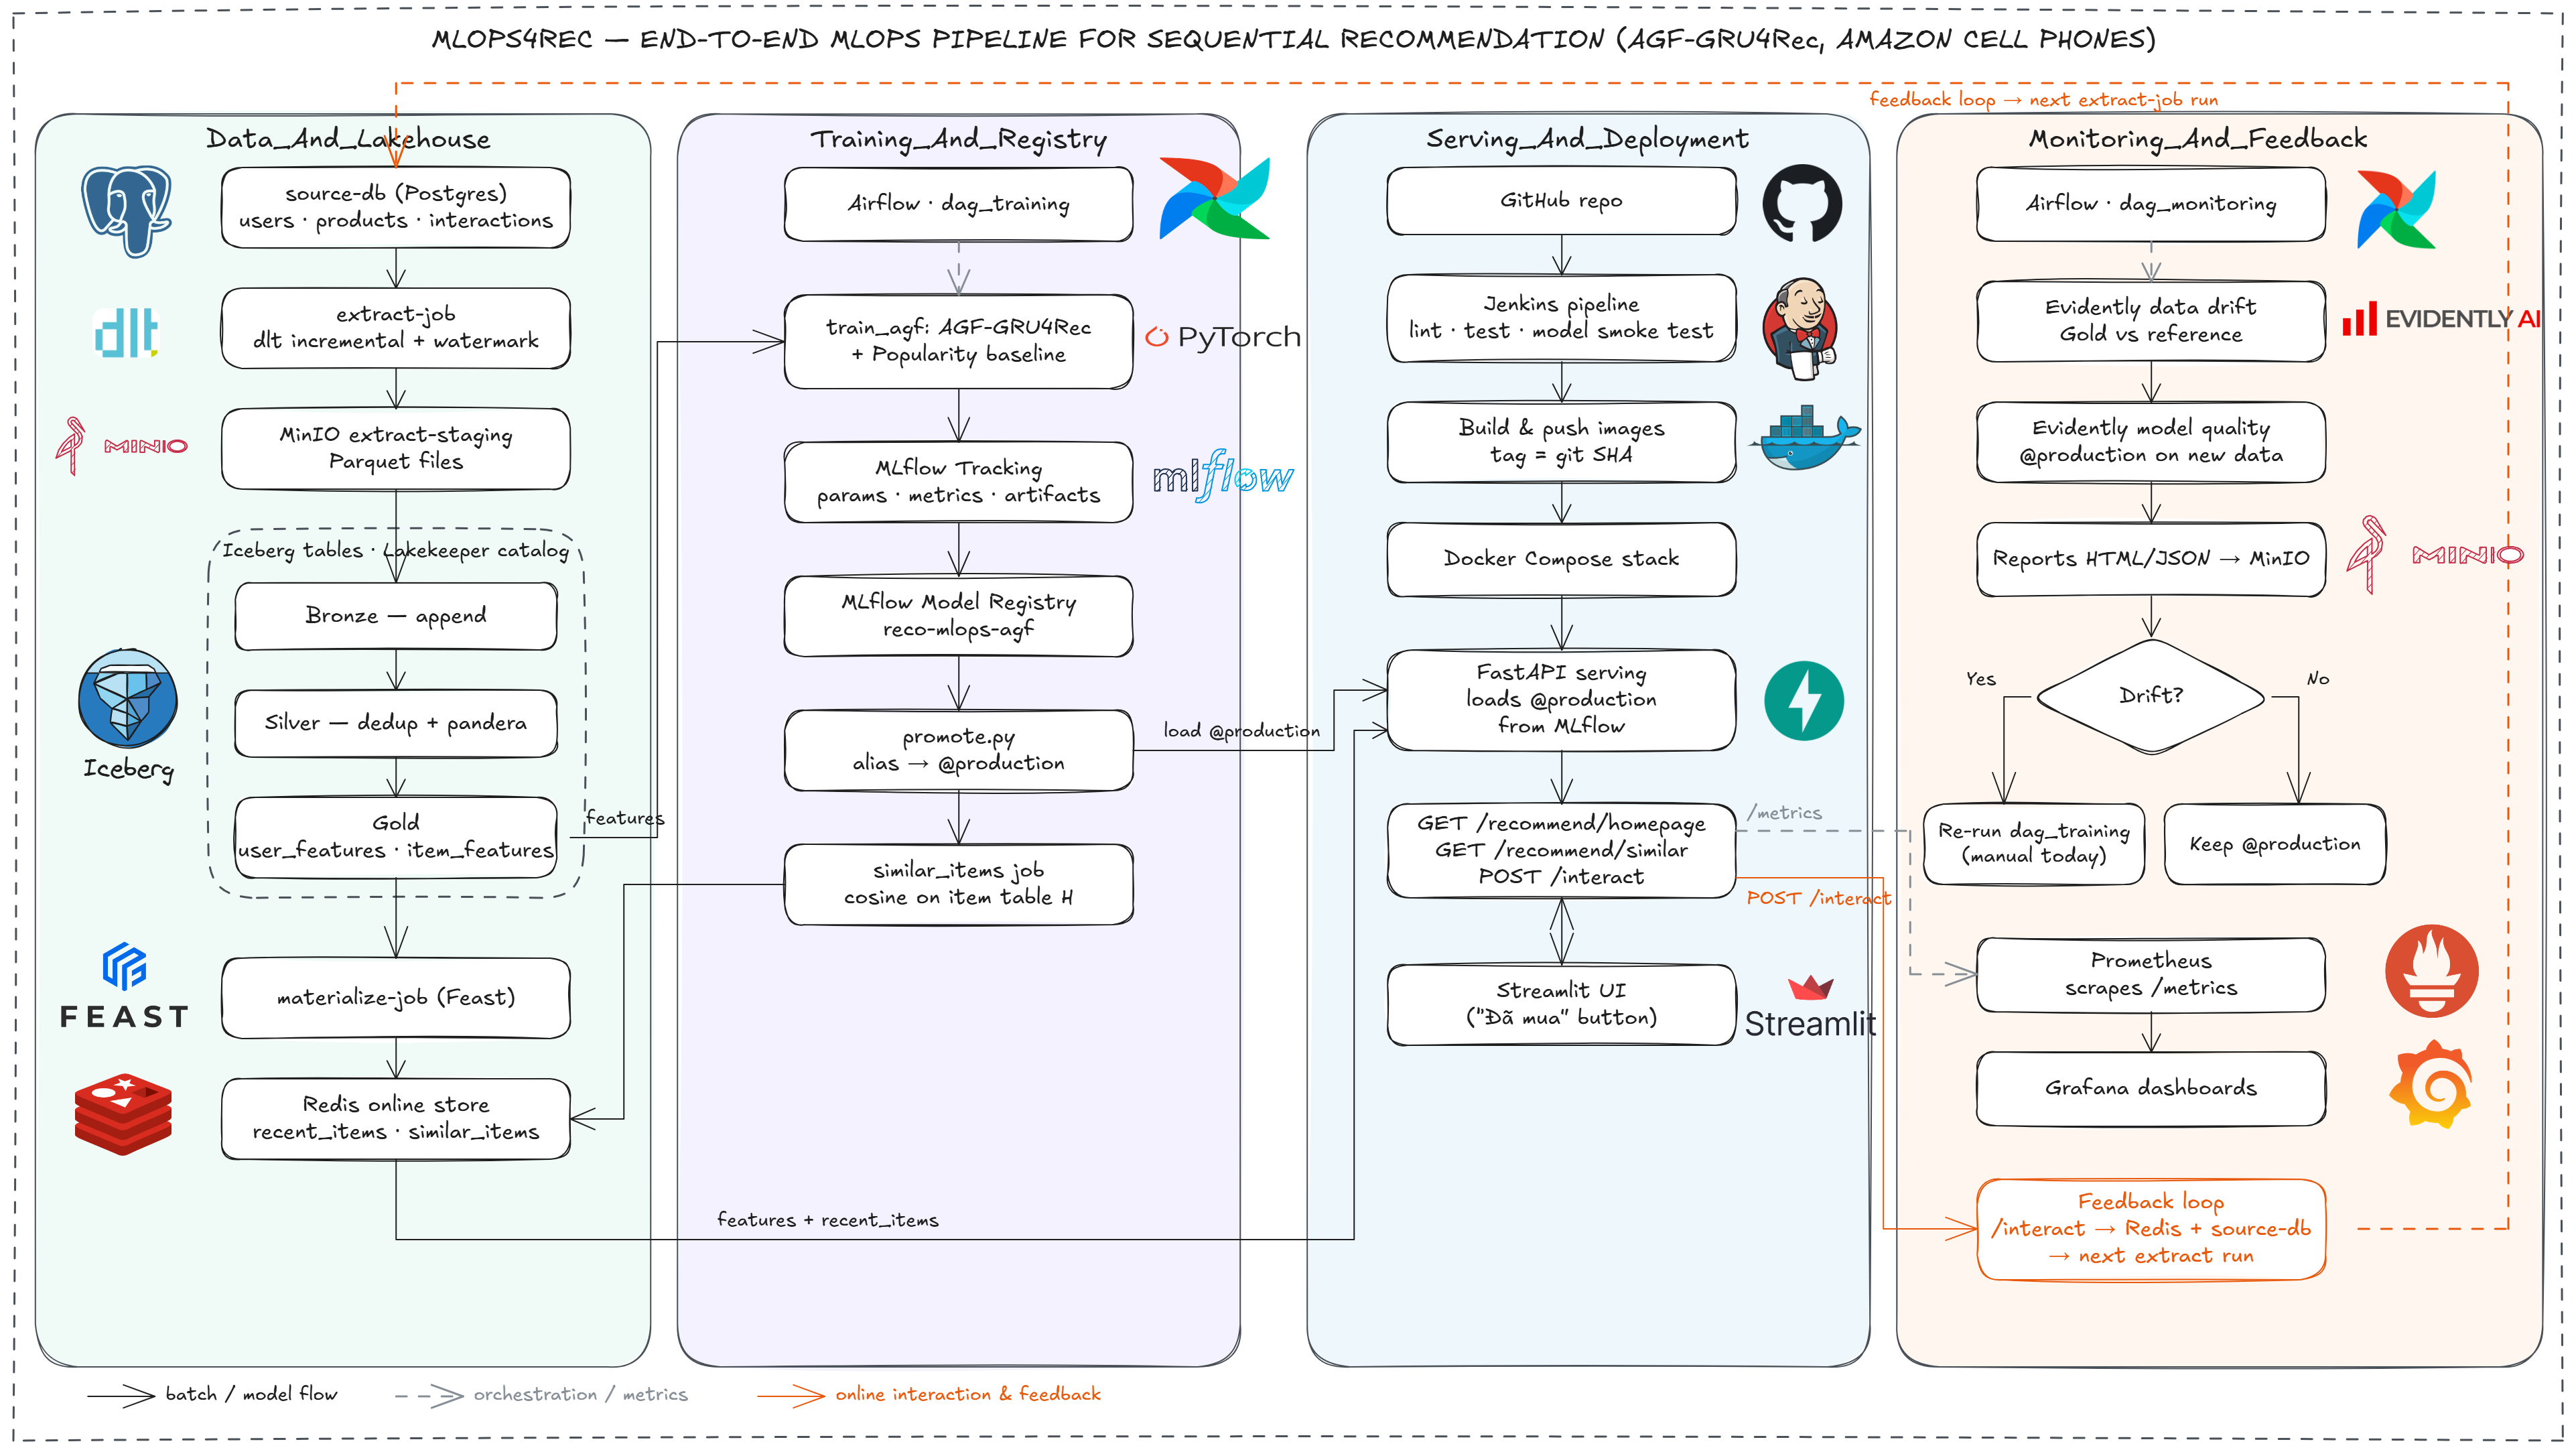 MLOPS4REC — END-TO-END MLOPS PIPELINE FOR SEQUENTIAL RECOMMENDATION (AGF-GRU4Rec, AMAZON CELL PHONES)
feedback loop → next extract-job run
Data_And_Lakehouse
source-db (Postgres)
users · products · interactions
dlt
extract-job
dlt incremental + watermark
MINIO
MinIO extract-staging
Parquet files
Iceberg tables · Lakekeeper catalog
Bronze — append
Silver — dedup + pandera
Iceberg
Gold
user_features · item_features
features
FEAST
materialize-job (Feast)
Redis online store
recent_items · similar_items
features + recent_items
Training_And_Registry
Airflow · dag_training
train_agf: AGF-GRU4Rec
+ Popularity baseline
PyTorch
MLflow Tracking
params · metrics · artifacts
mlflow
MLflow Model Registry
reco-mlops-agf
promote.py
alias → @production
load @production
similar_items job
cosine on item table H
Serving_And_Deployment
GitHub repo
Jenkins pipeline
lint · test · model smoke test
Build & push images
tag = git SHA
Docker Compose stack
FastAPI serving
loads @production
from MLflow
GET /recommend/homepage
GET /recommend/similar
POST /interact
/metrics
POST /interact
Streamlit UI
("Đã mua" button)
Streamlit
Monitoring_And_Feedback
Airflow · dag_monitoring
Evidently data drift
Gold vs reference
EVIDENTLY AI
Evidently model quality
@production on new data
Reports HTML/JSON → MinIO
MINIO
Drift?
Yes
No
Re-run dag_training
(manual today)
Keep @production
Prometheus
scrapes /metrics
Grafana dashboards
Feedback loop
/interact → Redis + source-db
→ next extract run
batch / model flow
orchestration / metrics
online interaction & feedback